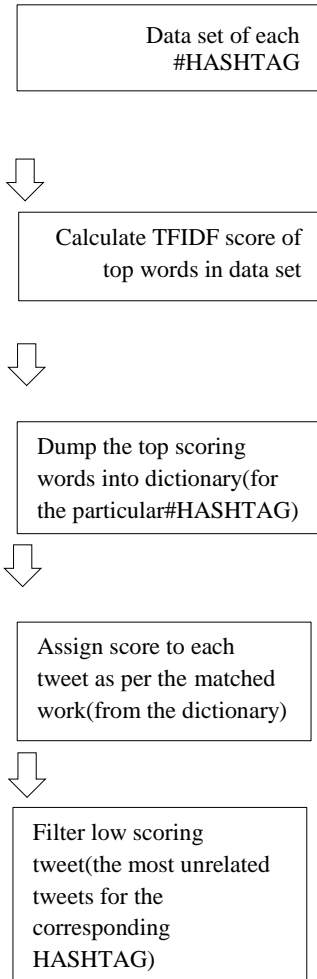 Data set of each
#HASHTAG
Calculate TFIDF score of
top words in data set
Dump the top scoring
words into dictionary(for
the particular#HASHTAG)
Assign score to each
tweet as per the matched
work(from the dictionary)
Filter low scoring
tweet(the most unrelated
tweets for the
corresponding
HASHTAG)